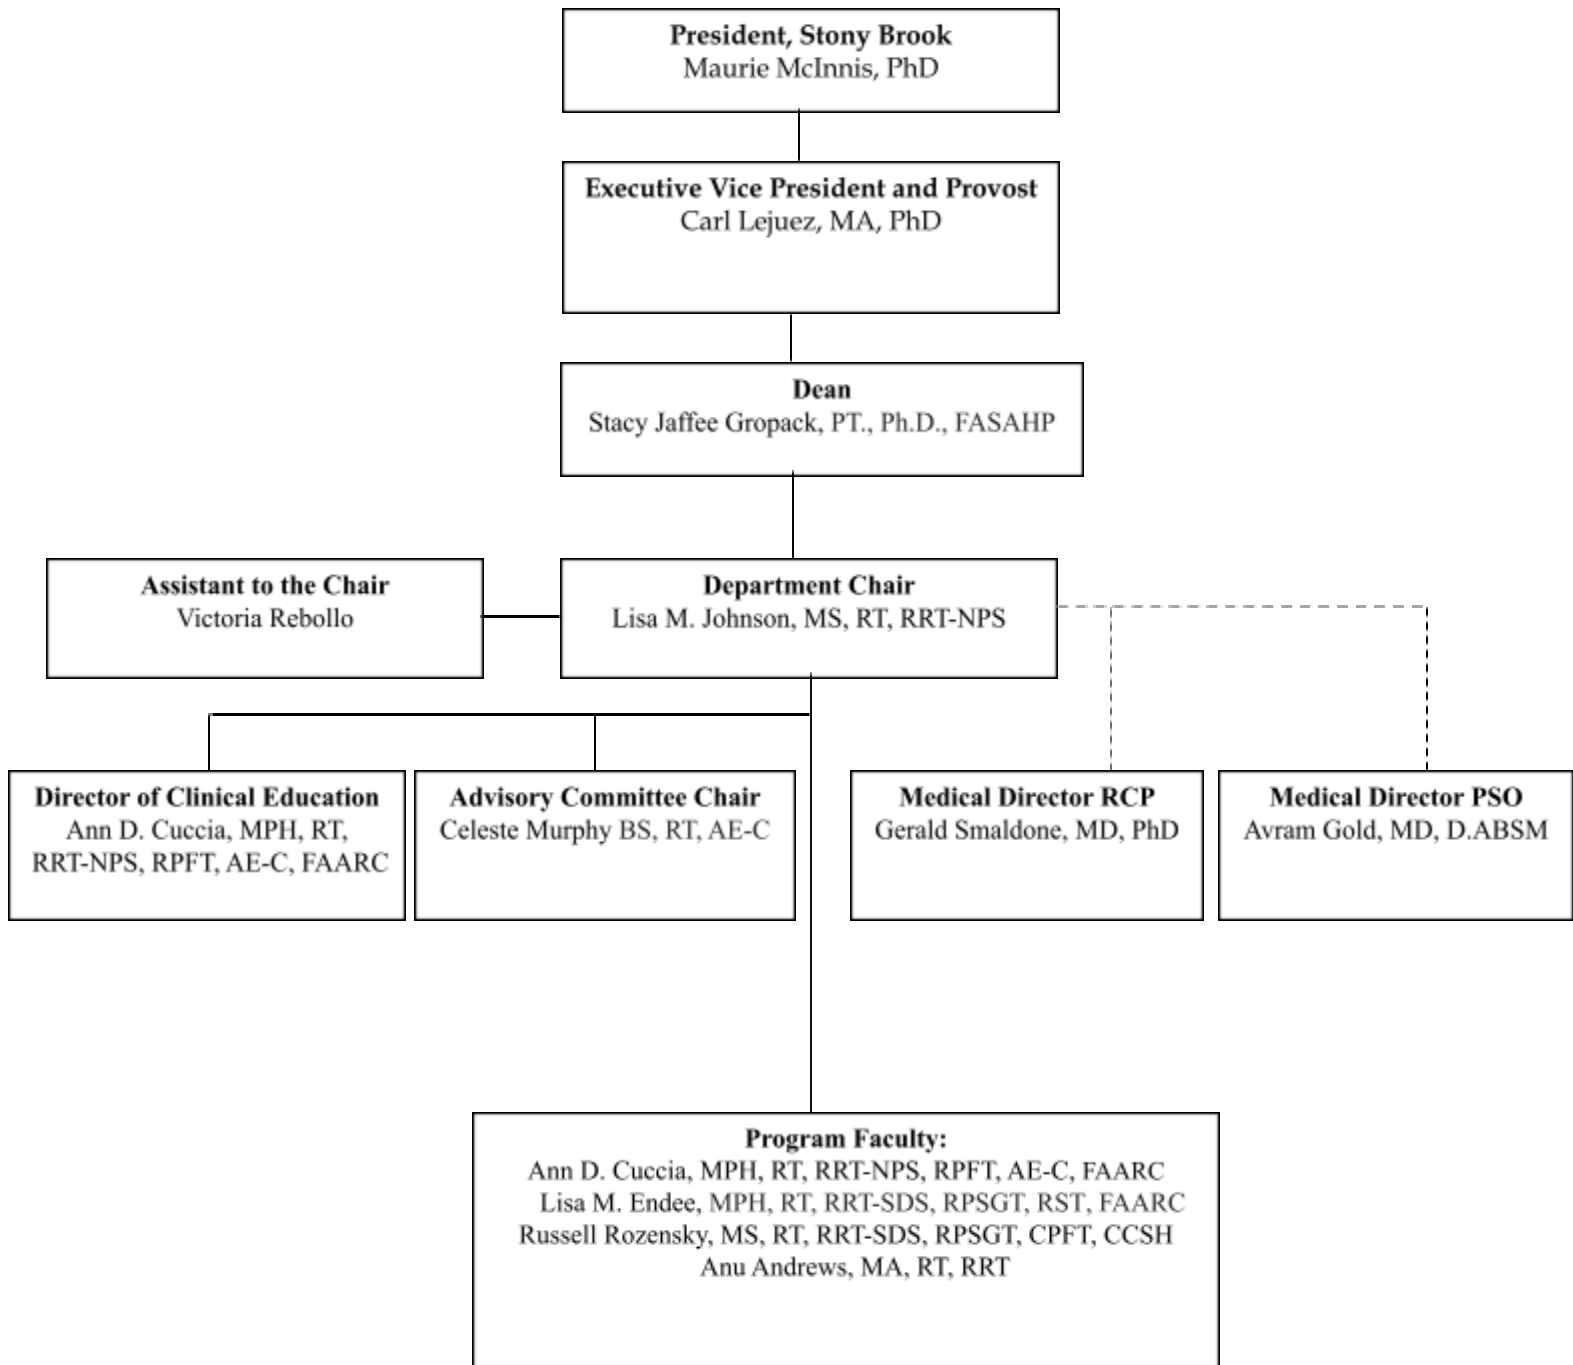 President, Stony Brook
Maurie McInnis, PhD
Executive Vice President and Provost
Carl Lejuez, MA, PhD
Dean
Stacy Jaffee Gropack, PT., Ph.D., FASAHP
Assistant to the Chair
Victoria Rebollo
Department Chair
Lisa M. Johnson, MS, RT, RRT-NPS
Director of Clinical Education
Ann D. Cuccia, MPH, RT,
RRT-NPS, RPFT, AE-C, FAARC
Advisory Committee Chair
Celeste Murphy BS, RT, AE-C
Medical Director RCP
Gerald Smaldone, MD, PhD
Medical Director PSO
Avram Gold, MD, D.ABSM
Program Faculty:
Ann D. Cuccia, MPH, RT, RRT-NPS, RPFT, AE-C, FAARC
Lisa M. Endee, MPH, RT, RRT-SDS, RPSGT, RST, FAARC
Russell Rozensky, MS, RT, RRT-SDS, RPSGT, CPFT, CCSH
Anu Andrews, MA, RT, RRT